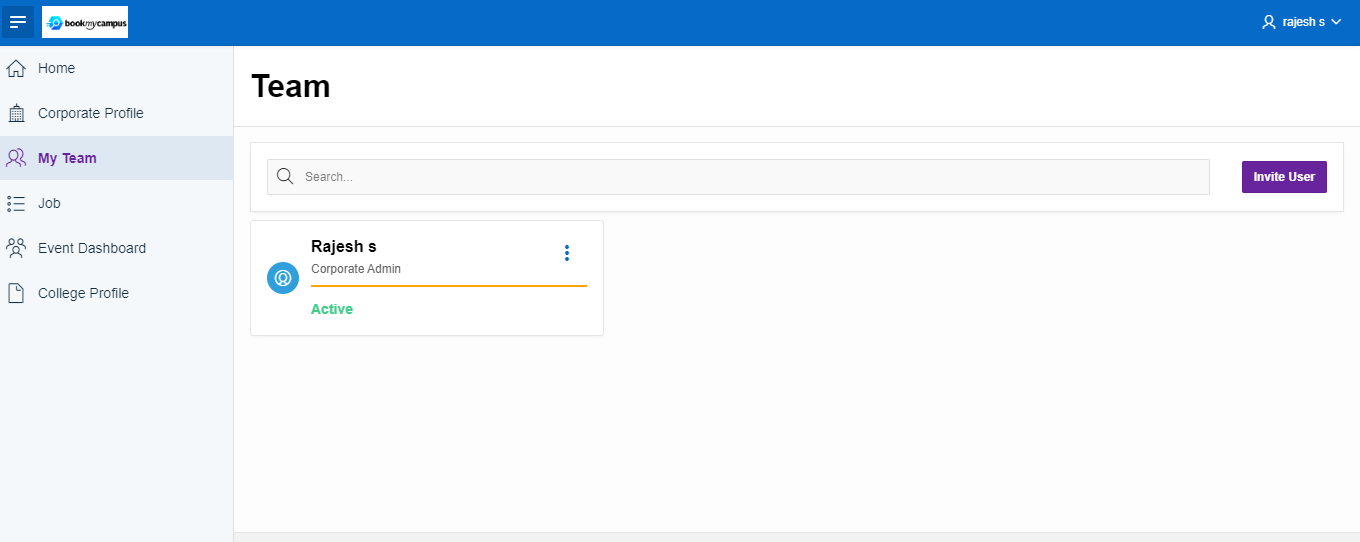 bookmycampus
rajesh s
Home
Corporate Profile
My Team
Job
Event Dashboard
College Profile
Team
Search...
Invite User
Rajesh s
Corporate Admin
Active